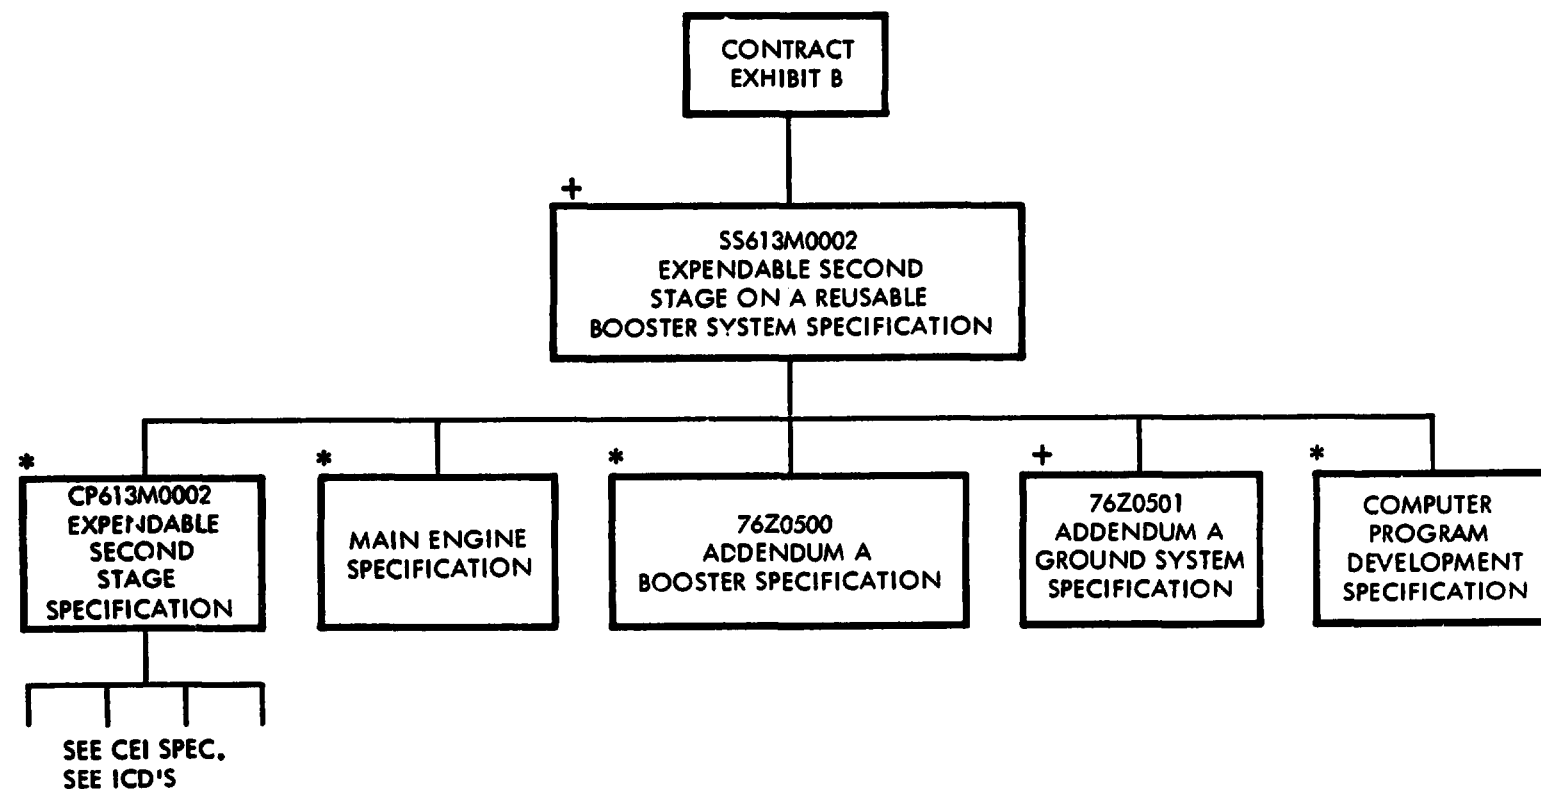 CONTRACT
EXHIBIT B
+
SS613M0002
EXPENDABLE SECOND
STAGE ON A REUSABLE
BOOSTER SYSTEM SPECIFICATION
*
CP613M0002
EXPENDABLE
SECOND
STAGE
SPECIFICATION
*
MAIN ENGINE
SPECIFICATION
*
76Z0500
ADDENDUM A
BOOSTER SPECIFICATION
+
76Z0501
ADDENDUM A
GROUND SYSTEM
SPECIFICATION
*
COMPUTER
PROGRAM
DEVELOPMENT
SPECIFICATION
SEE CEI SPEC.
SEE ICD'S